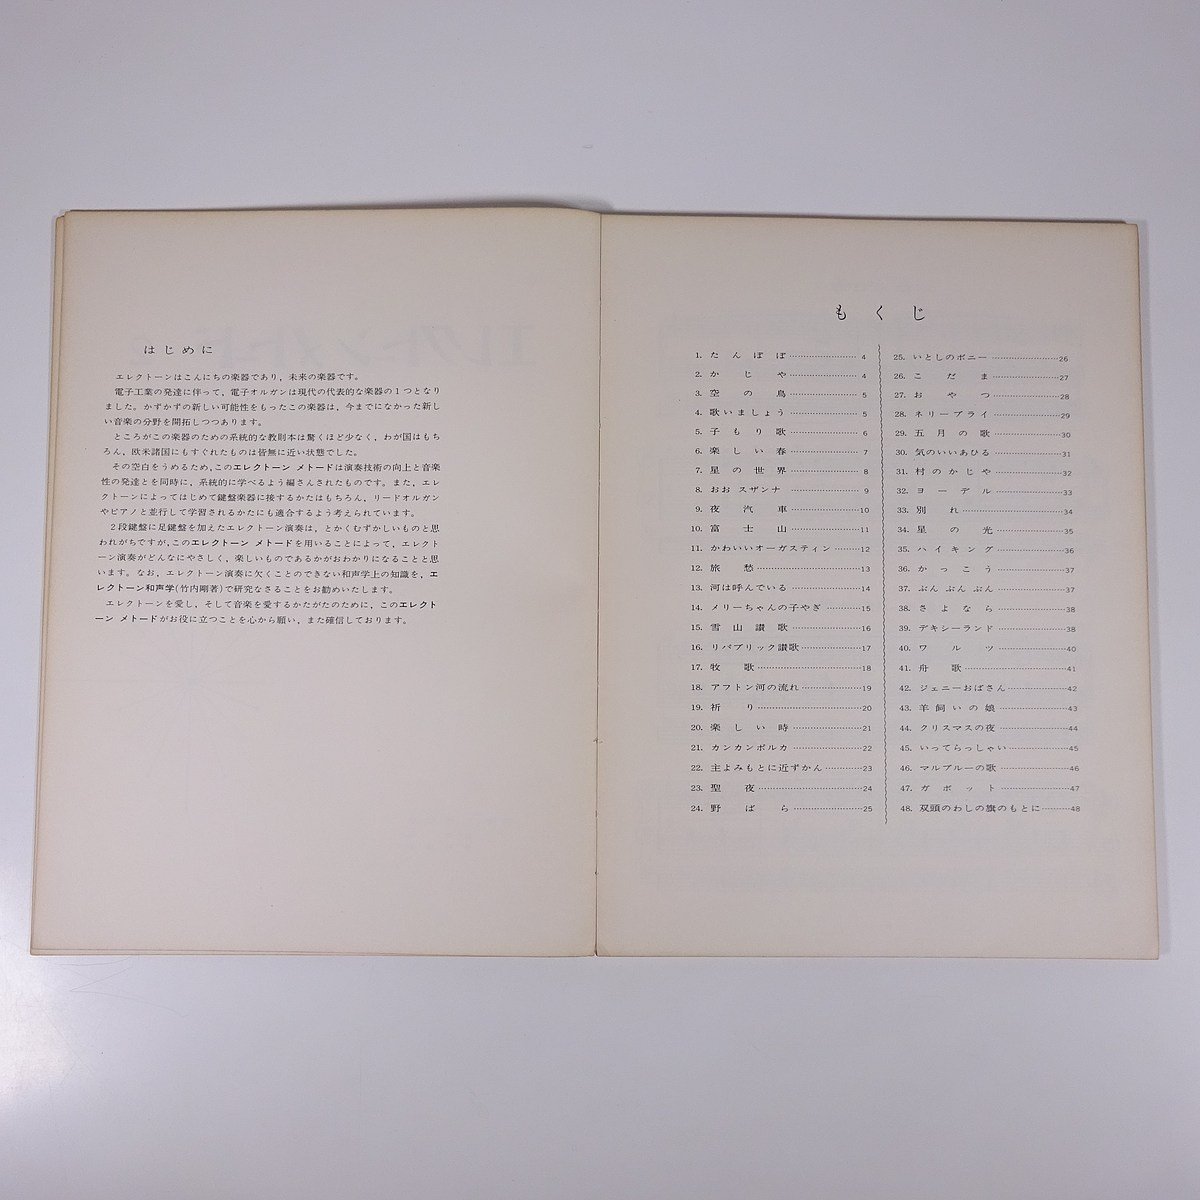 はじめに
エレクトーンはこんにちの楽器であり，未来の楽器です。
電子工業の発達に伴って，電子オルガンは現代の代表的な楽器の１つとなり
ました。かずかずの新しい可能性をもったこの楽器は，今までになかった新し
い音楽の分野を開拓しつつあります。
ところがこの楽器のための系統的な教則本は驚くほど少なく，わが国はもち
ろん，欧米諸国にもすぐれたものは皆無に近い状態でした。
その空白をうめるため，このエレクトーン メトードは演奏技術の向上と音楽
性の発達とを同時に，系統的に学べるよう編さんされたものです。また，エレ
クトーンによってはじめて鍵盤楽器に接するかたはもちろん，リードオルガン
やピアノと並行して学習されるかたにも適合するよう考えられています。
２段鍵盤に足鍵盤を加えたエレクトーン演奏は，とかくむずかしいものと思
われがちですが，このエレクトーン メトードを用いることによって，エレクト
ーン演奏がどんなにやさしく，楽しいものであるかがおわかりになることと思
います。なお，エレクトーン演奏に欠くことのできない和声学上の知識を，エ
レクトーン和声学(竹内剛著)で研究なさることをお勧めいたします。
エレクトーンを愛し，そして音楽を愛するかたがたのために，このエレクト
ーン メトードがお役に立つことを心から願い，また確信しております。
もくじ
1. たんぽぽ……………………4
2. かじや……………………4
3. 空の鳥……………………5
4. 歌いましょう……………………5
5. 子もり歌……………………6
6. 楽しい春……………………7
7. 星の世界……………………8
8. おお スザンナ……………………9
9. 夜汽車……………………10
10. 富士山……………………11
11. かわいいオーガスティン…………12
12. 旅愁……………………13
13. 河は呼んでいる……………………14
14. メリーちゃんの子やぎ…………15
15. 雪山讃歌……………………16
16. リパブリック讃歌……………………17
17. 牧歌……………………18
18. アフトン河の流れ……………………19
19. 祈り……………………20
20. 楽しい時……………………21
21. カンカンポルカ……………………22
22. 主よみもとに近ずかん…………23
23. 聖夜……………………24
24. 野ばら……………………25
25. いとしのボニー……………………26
26. こだま……………………27
27. おやつ……………………28
28. ネリーブライ……………………29
29. 五月の歌……………………30
30. 気のいいあひる……………………31
31. 村のかじや……………………32
32. ヨーデル……………………33
33. 別れ……………………34
34. 星の光……………………35
35. ハイキング……………………36
36. かっこう……………………37
37. ぶん ぶん ぶん……………………37
38. さよなら……………………38
39. デキシーランド……………………38
40. ワルツ……………………40
41. 舟歌……………………41
42. ジェニーおばさん……………………42
43. 羊飼いの娘……………………43
44. クリスマスの夜……………………44
45. いってらっしゃい……………………45
46. マルブルーの歌……………………46
47. ガボット……………………47
48. 双頭のわしの旗のもとに………48